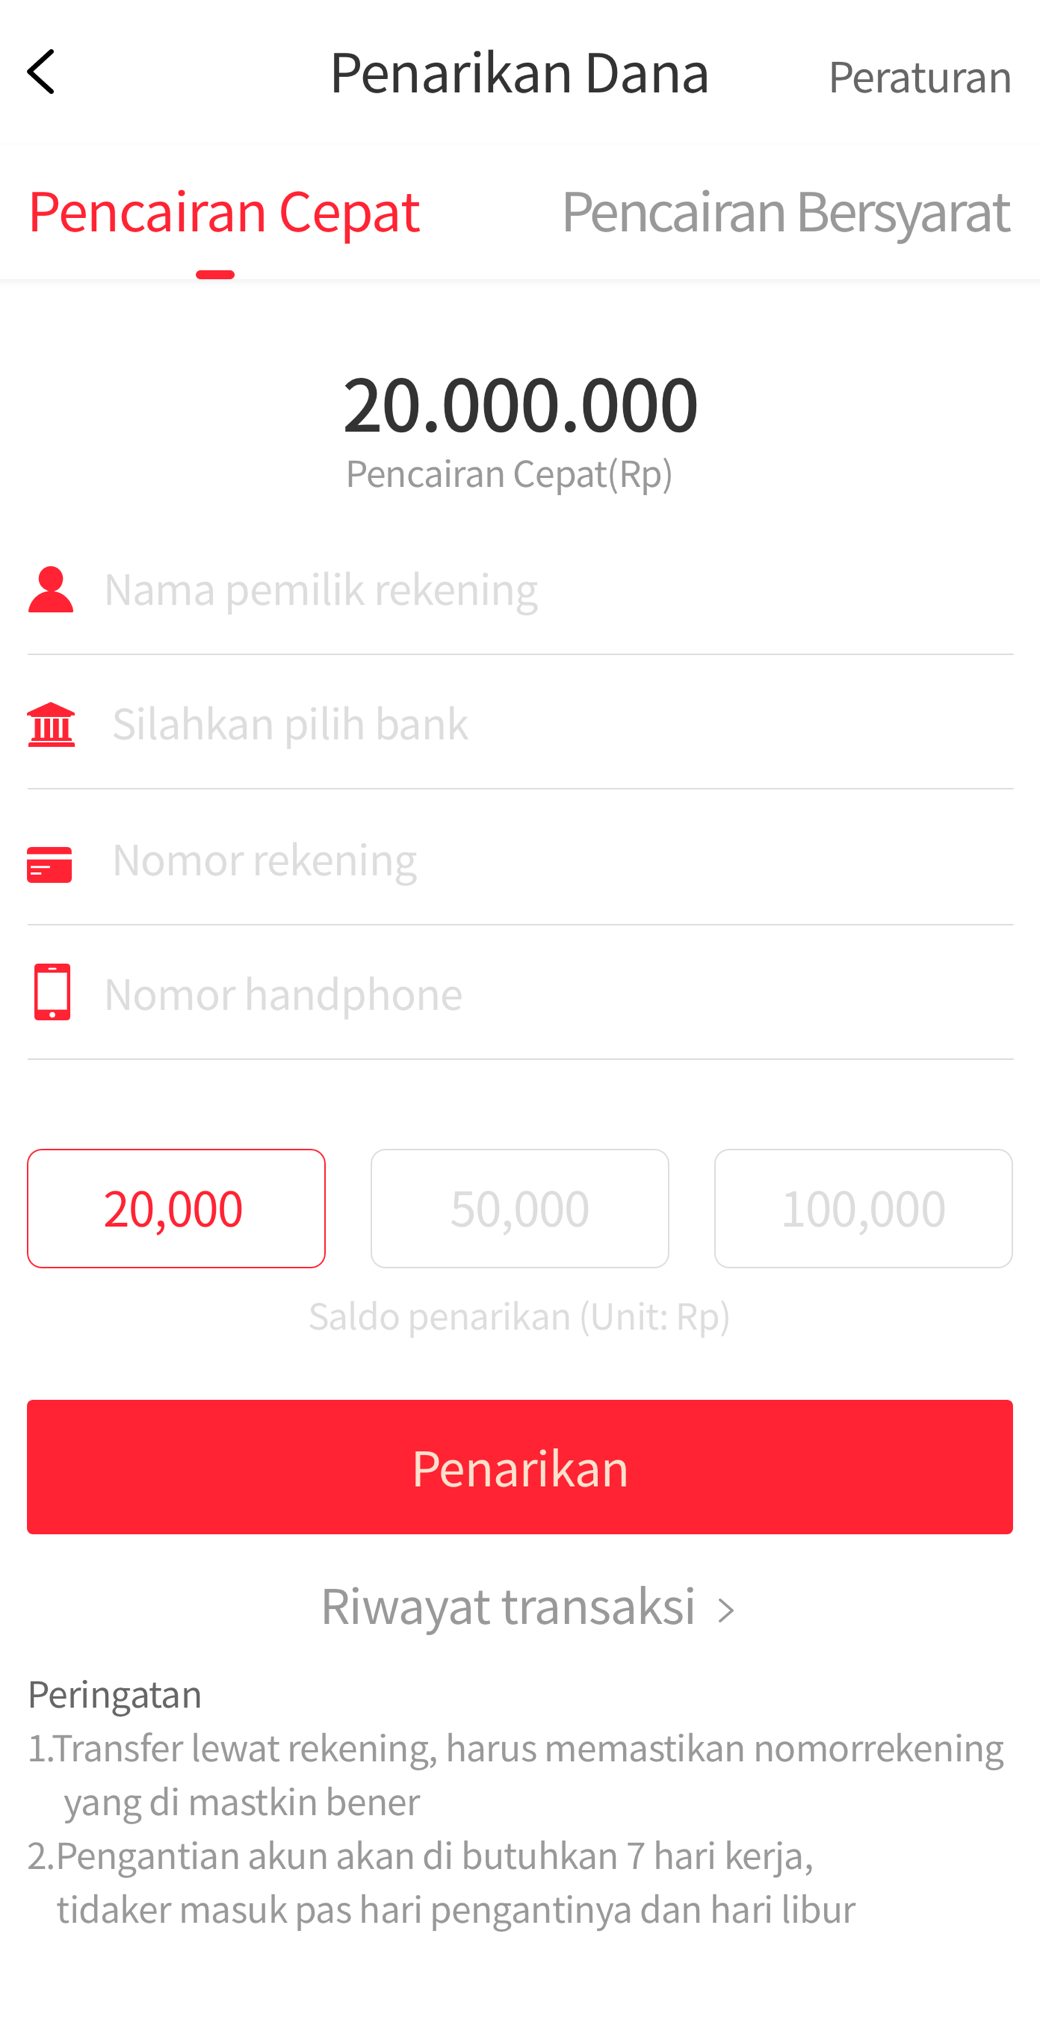 Penarikan Dana
Peraturan
Pencairan Cepat
Pencairan Bersyarat
20.000.000
Pencairan Cepat(Rp)
Nama pemilik rekening
Silahkan pilih bank
Nomor rekening
Nomor handphone
20,000
50,000
100,000
Saldo penarikan (Unit: Rp)
Penarikan
Riwayat transaksi >
Peringatan
1.Transfer lewat rekening, harus memastikan nomorrekening
yang di mastkin bener
2.Pengantian akun akan di butuhkan 7 hari kerja,
tidaker masuk pas hari pengantinya dan hari libur